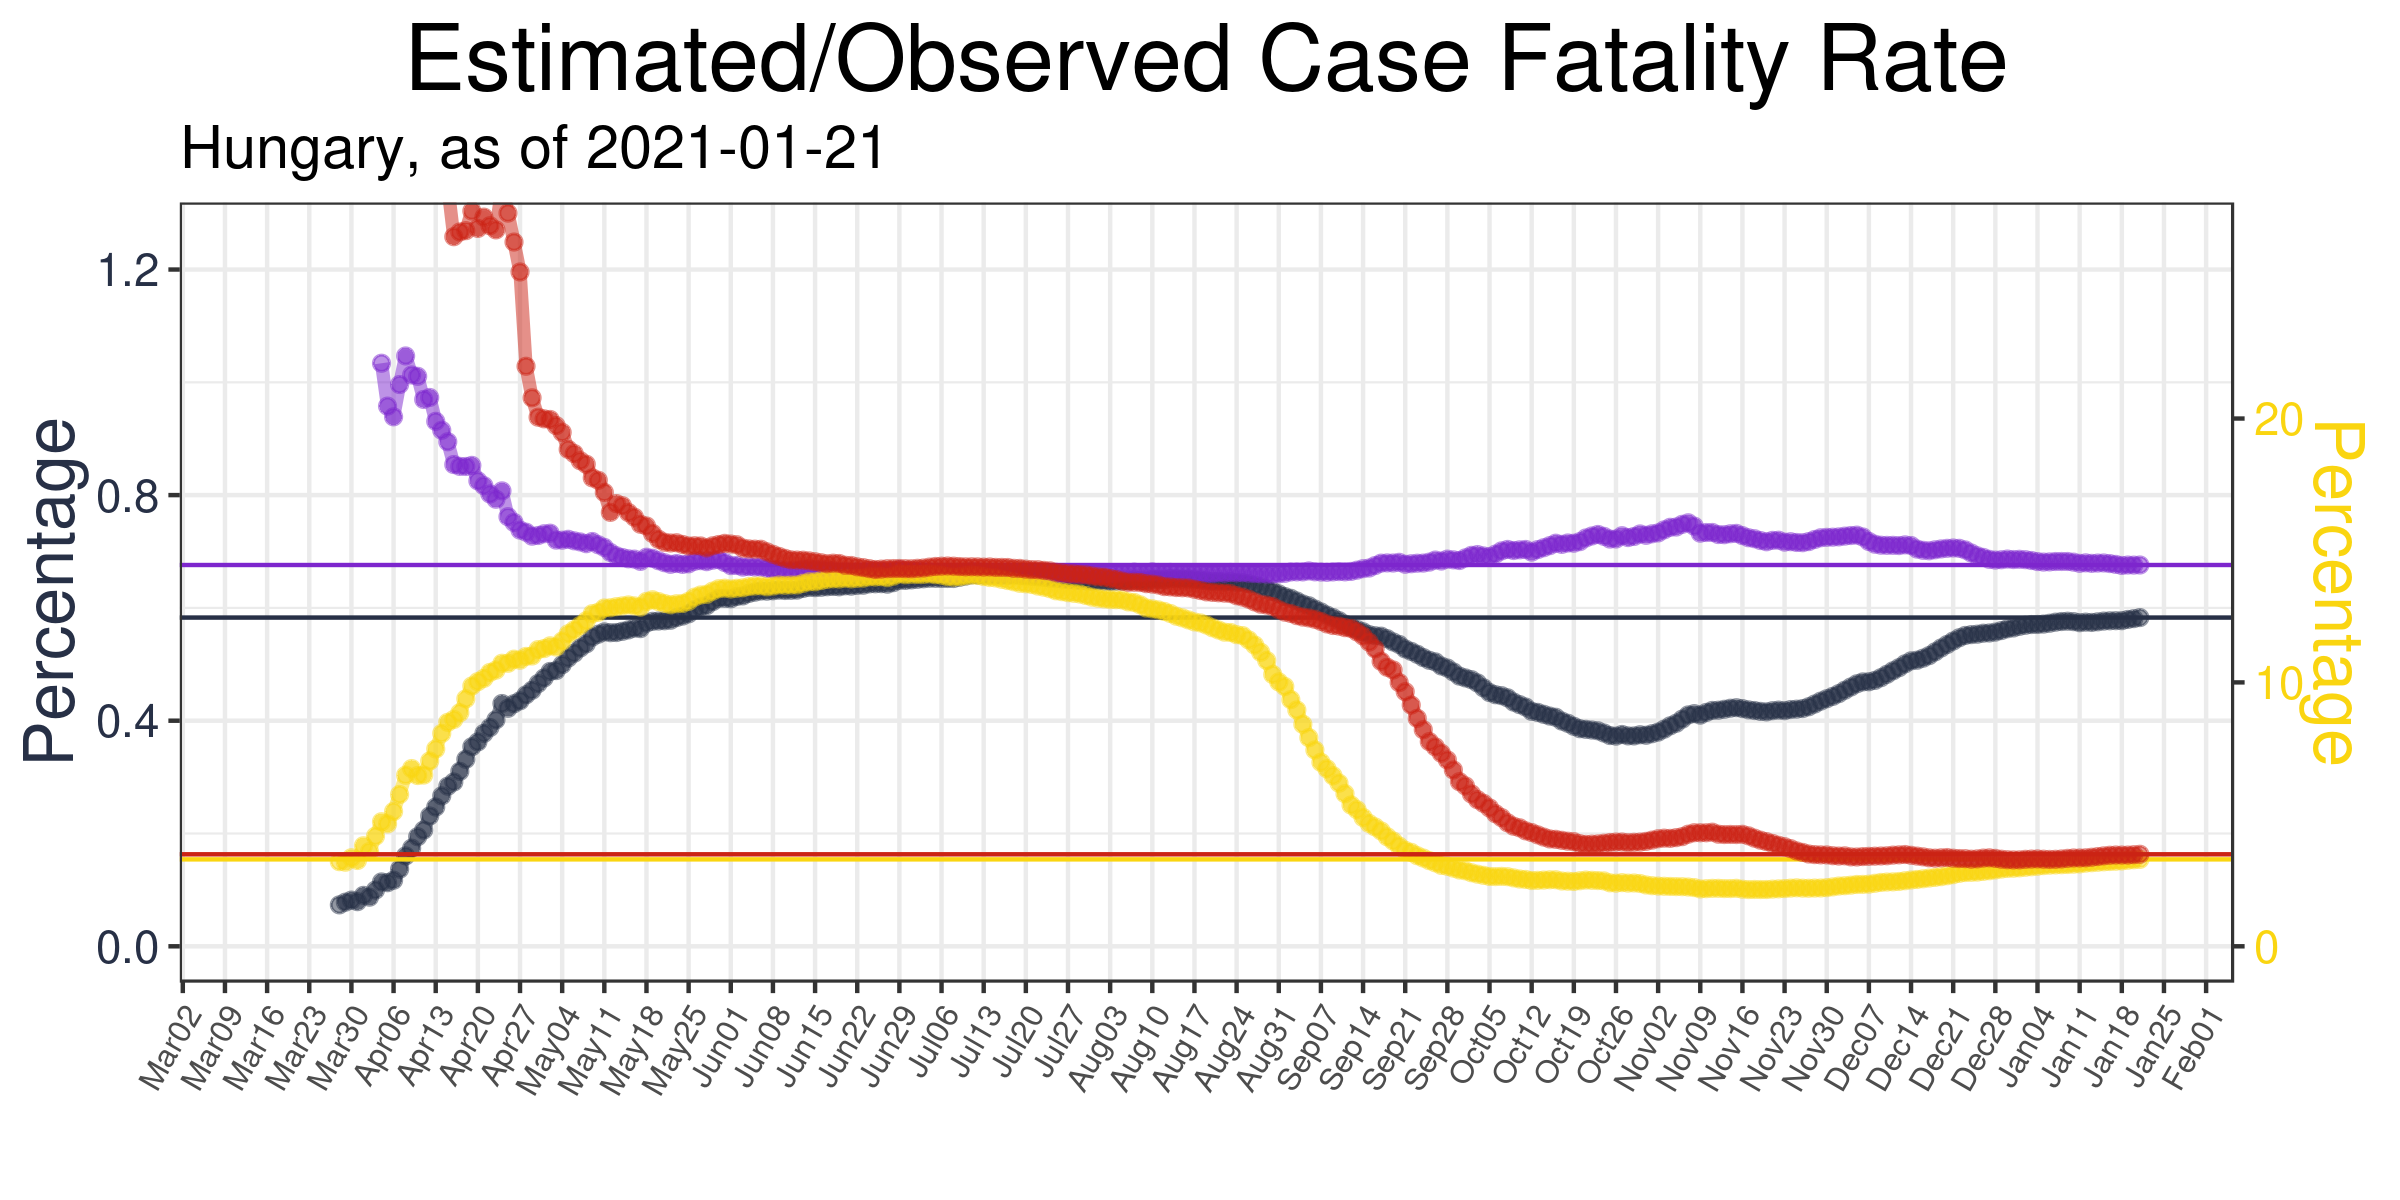 Estimated/Observed Case Fatality Rate
Hungary, as of 2021-01-21
Percentage
1.2
0.8
0.4
0.0
20
10
0
Percentage
Mar02 Mar09 Mar16 Mar23 Mar30 Apr06 Apr13 Apr20 Apr27 May04 May11 May18 May25 Jun01 Jun08 Jun15 Jun22 Jun29 Jul06 Jul13 Jul20 Jul27 Aug03 Aug10 Aug17 Aug24 Aug31 Sep07 Sep14 Sep21 Sep28 Oct05 Oct12 Oct19 Oct26 Nov02 Nov09 Nov16 Nov23 Nov30 Dec07 Dec14 Dec21 Dec28 Jan04 Jan11 Jan18 Jan25 Feb01